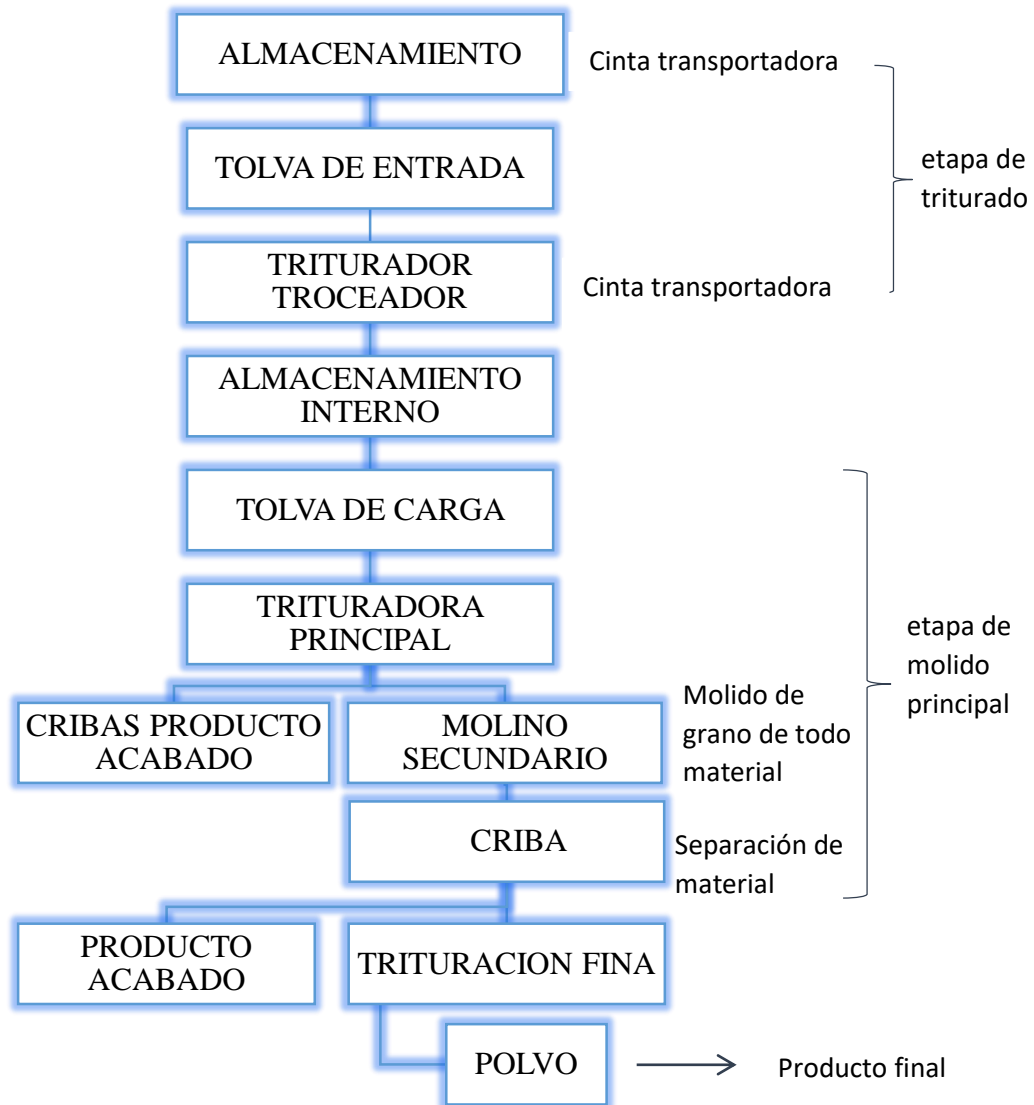 ALMACENAMIENTO
Cinta transportadora
TOLVA DE ENTRADA
etapa de
triturado
TRITURADOR
TROCEADOR
Cinta transportadora
ALMACENAMIENTO
INTERNO
TOLVA DE CARGA
TRITURADORA
PRINCIPAL
etapa de
molido
principal
CRIBAS PRODUCTO
ACABADO
MOLINO
SECUNDARIO
Molido de
grano de todo
material
CRIBA
Separación de
material
PRODUCTO
ACABADO
TRITURACION FINA
POLVO
Producto final